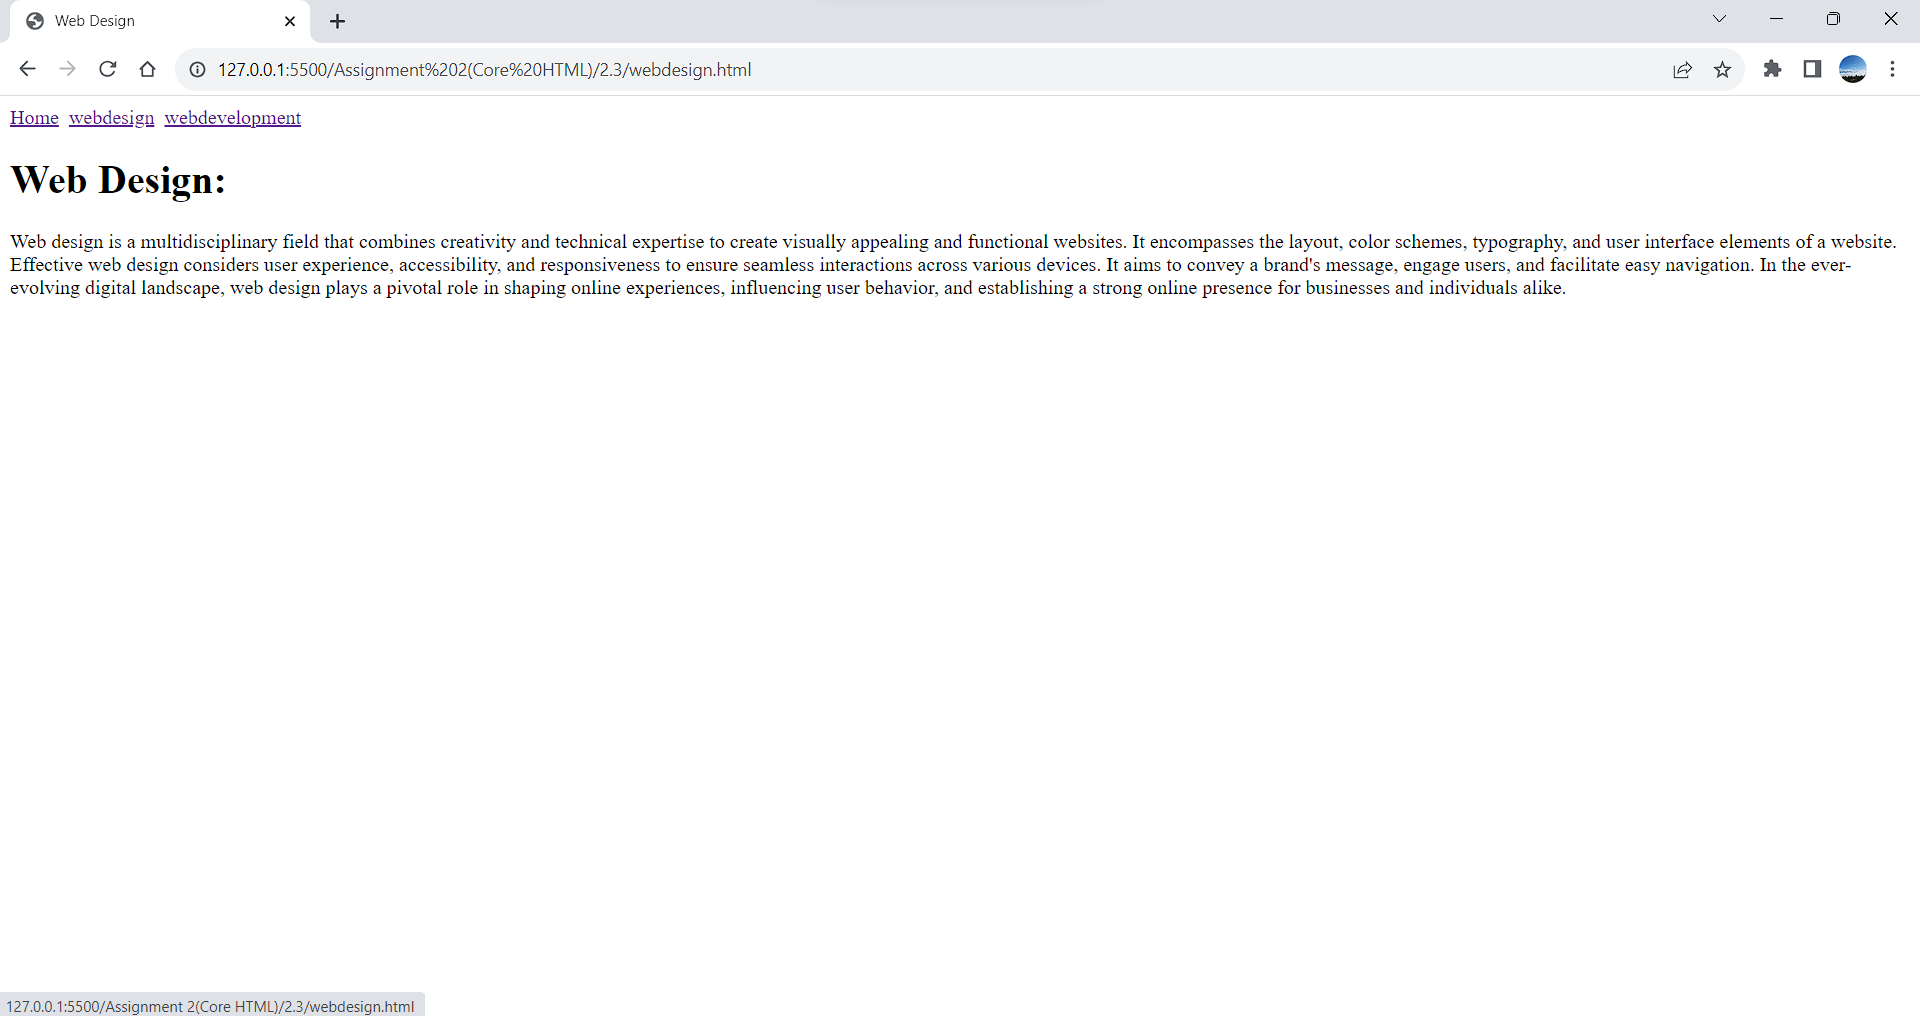 Web Design
127.0.0.1:5500/Assignment%202(Core%20HTML)/2.3/webdesign.html
Home webdesign webdevelopment
Web Design:
Web design is a multidisciplinary field that combines creativity and technical expertise to create visually appealing and functional websites. It encompasses the layout, color schemes, typography, and user interface elements of a website.
Effective web design considers user experience, accessibility, and responsiveness to ensure seamless interactions across various devices. It aims to convey a brand's message, engage users, and facilitate easy navigation. In the ever-
evolving digital landscape, web design plays a pivotal role in shaping online experiences, influencing user behavior, and establishing a strong online presence for businesses and individuals alike.
127.0.0.1:5500/Assignment 2(Core HTML)/2.3/webdesign.html